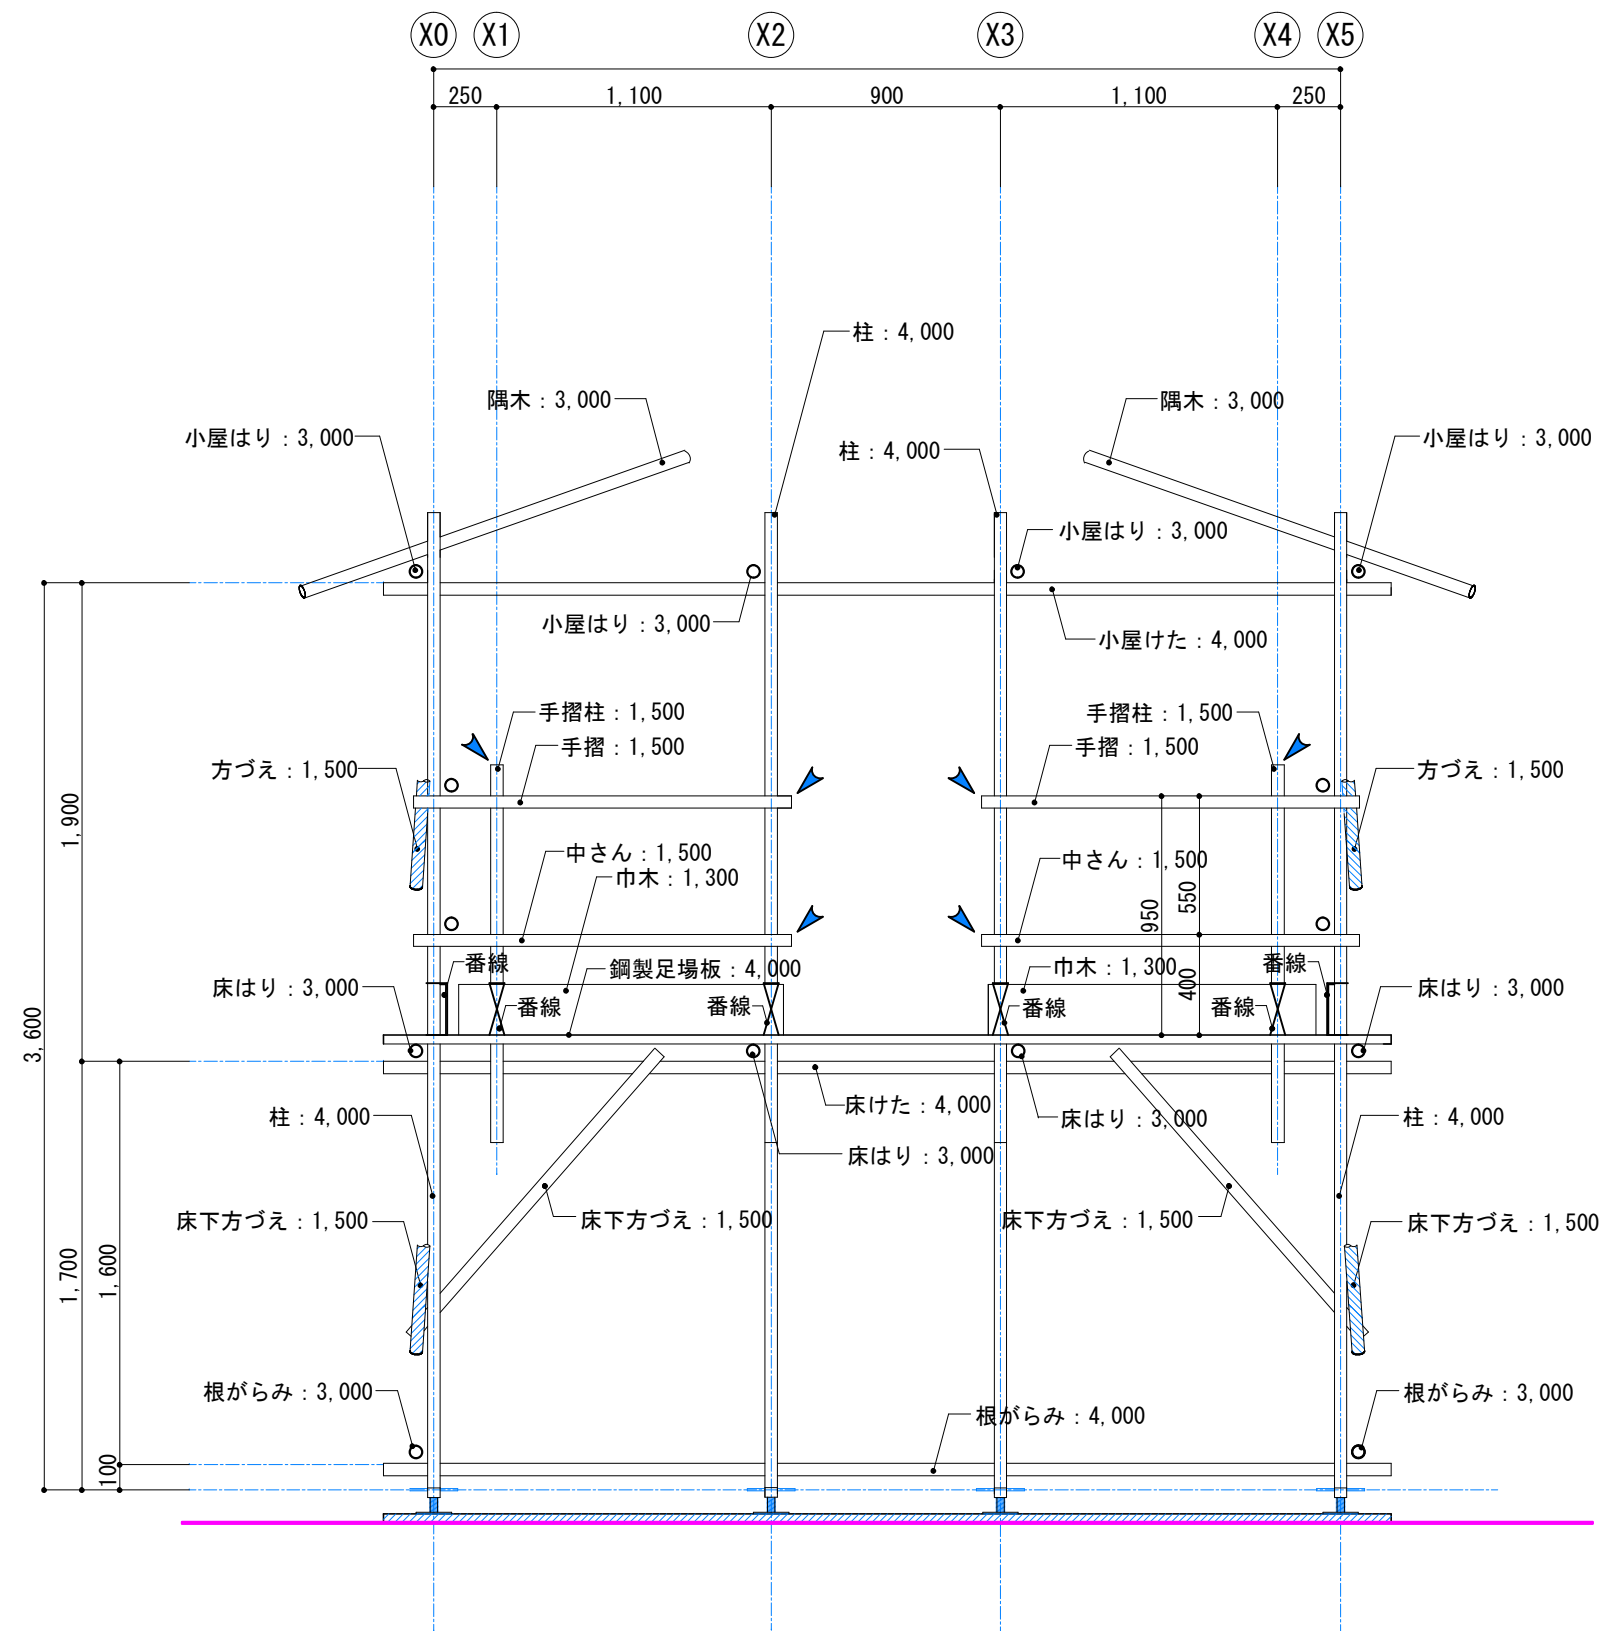 X0 X1 X2 X3 X4 X5
250 1,100 900 1,100 250
柱：4,000
隅木：3,000
隅木：3,000
小屋はり：3,000
柱：4,000
小屋はり：3,000
小屋はり：3,000
小屋はり：3,000
小屋けた：4,000
手摺柱：1,500
手摺柱：1,500
手摺：1,500
手摺：1,500
方づえ：1,500
方づえ：1,500
1,900
中さん：1,500
中さん：1,500
巾木：1,300
950
550
番線
鋼製足場板：4,000
巾木：1,300
番線
床はり：3,000
400
床はり：3,000
番線
番線
番線
番線
3,600
床けた：4,000
床はり：3,000
柱：4,000
柱：4,000
床はり：3,000
床下方づえ：1,500
床下方づえ：1,500
床下方づえ：1,500
床下方づえ：1,500
1,700
1,600
根がらみ：3,000
根がらみ：3,000
根がらみ：4,000
100